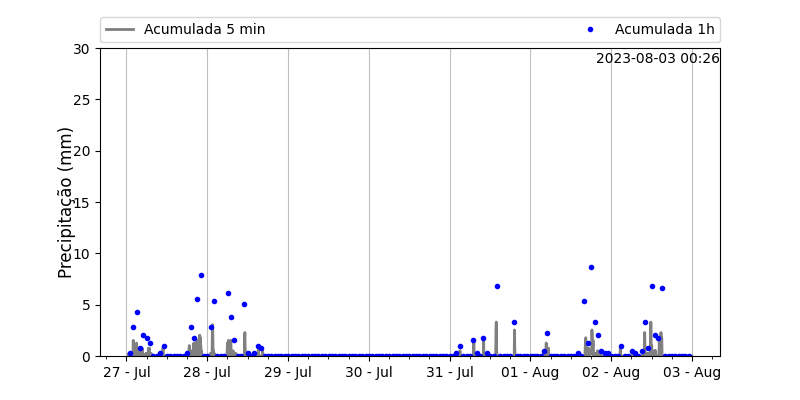 Acumulada 5 min
Acumulada 1h
2023-08-03 00:26
Precipitação (mm)
30
25
20
15
10
5
0
27 - Jul
28 - Jul
29 - Jul
30 - Jul
31 - Jul
01 - Aug
02 - Aug
03 - Aug